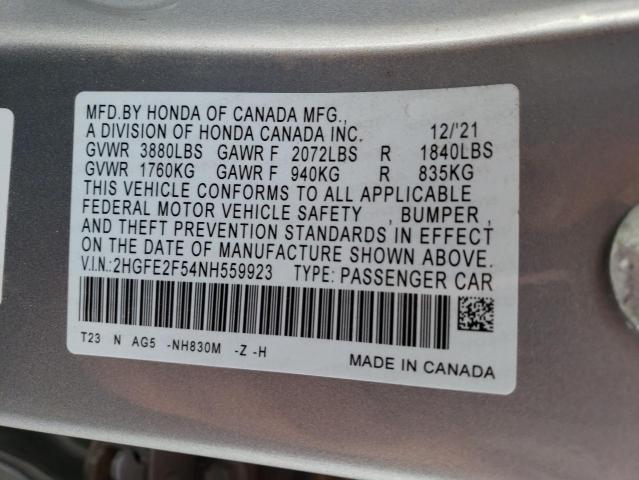 MFD.BY HONDA OF CANADA MFG.,
A DIVISION OF HONDA CANADA INC. 12/'21
GVWR 3880LBS GAWR F 2072LBS R 1840LBS
GVWR 1760KG GAWR F 940KG R 835KG
THIS VEHICLE CONFORMS TO ALL APPLICABLE
FEDERAL MOTOR VEHICLE SAFETY , BUMPER ,
AND THEFT PREVENTION STANDARDS IN EFFECT
ON THE DATE OF MANUFACTURE SHOWN ABOVE.
V.I.N.:2HGFE2F54NH559923 TYPE: PASSENGER CAR
T23 N AG5 -NH830M -Z -H
MADE IN CANADA